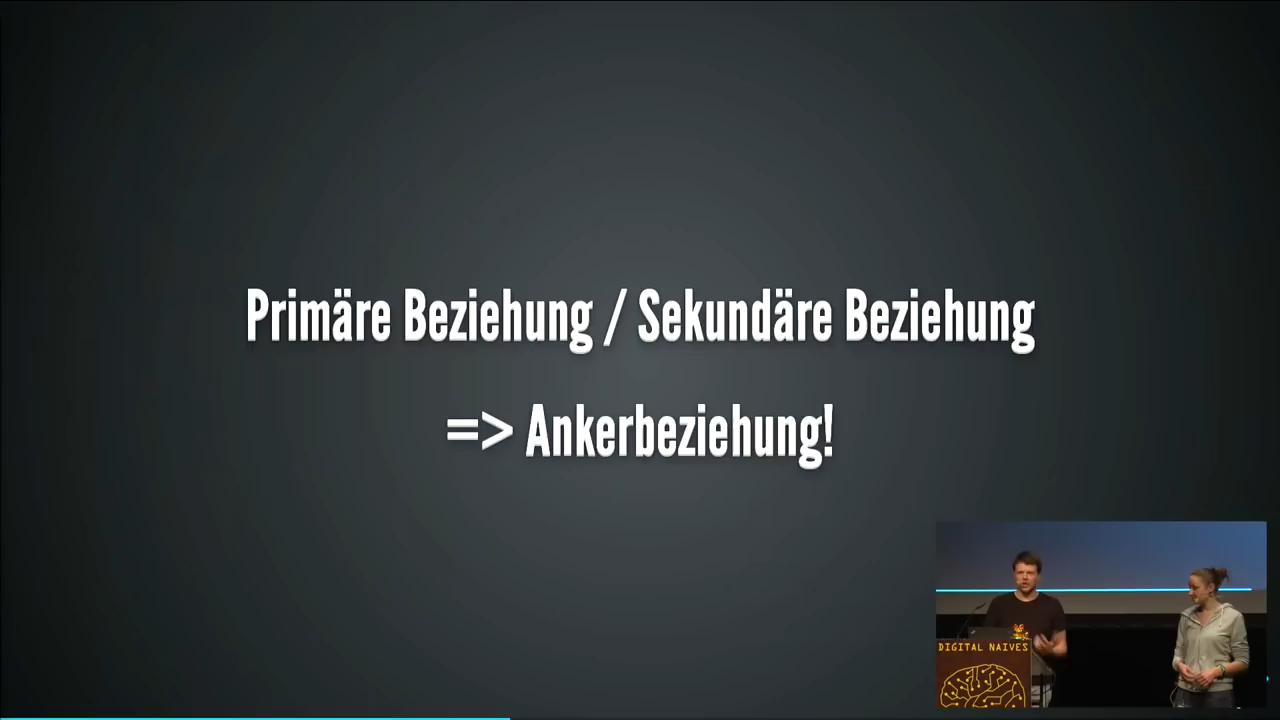 Primäre Beziehung / Sekundäre Beziehung
=> Ankerbeziehung!
DIGITAL NAIVES